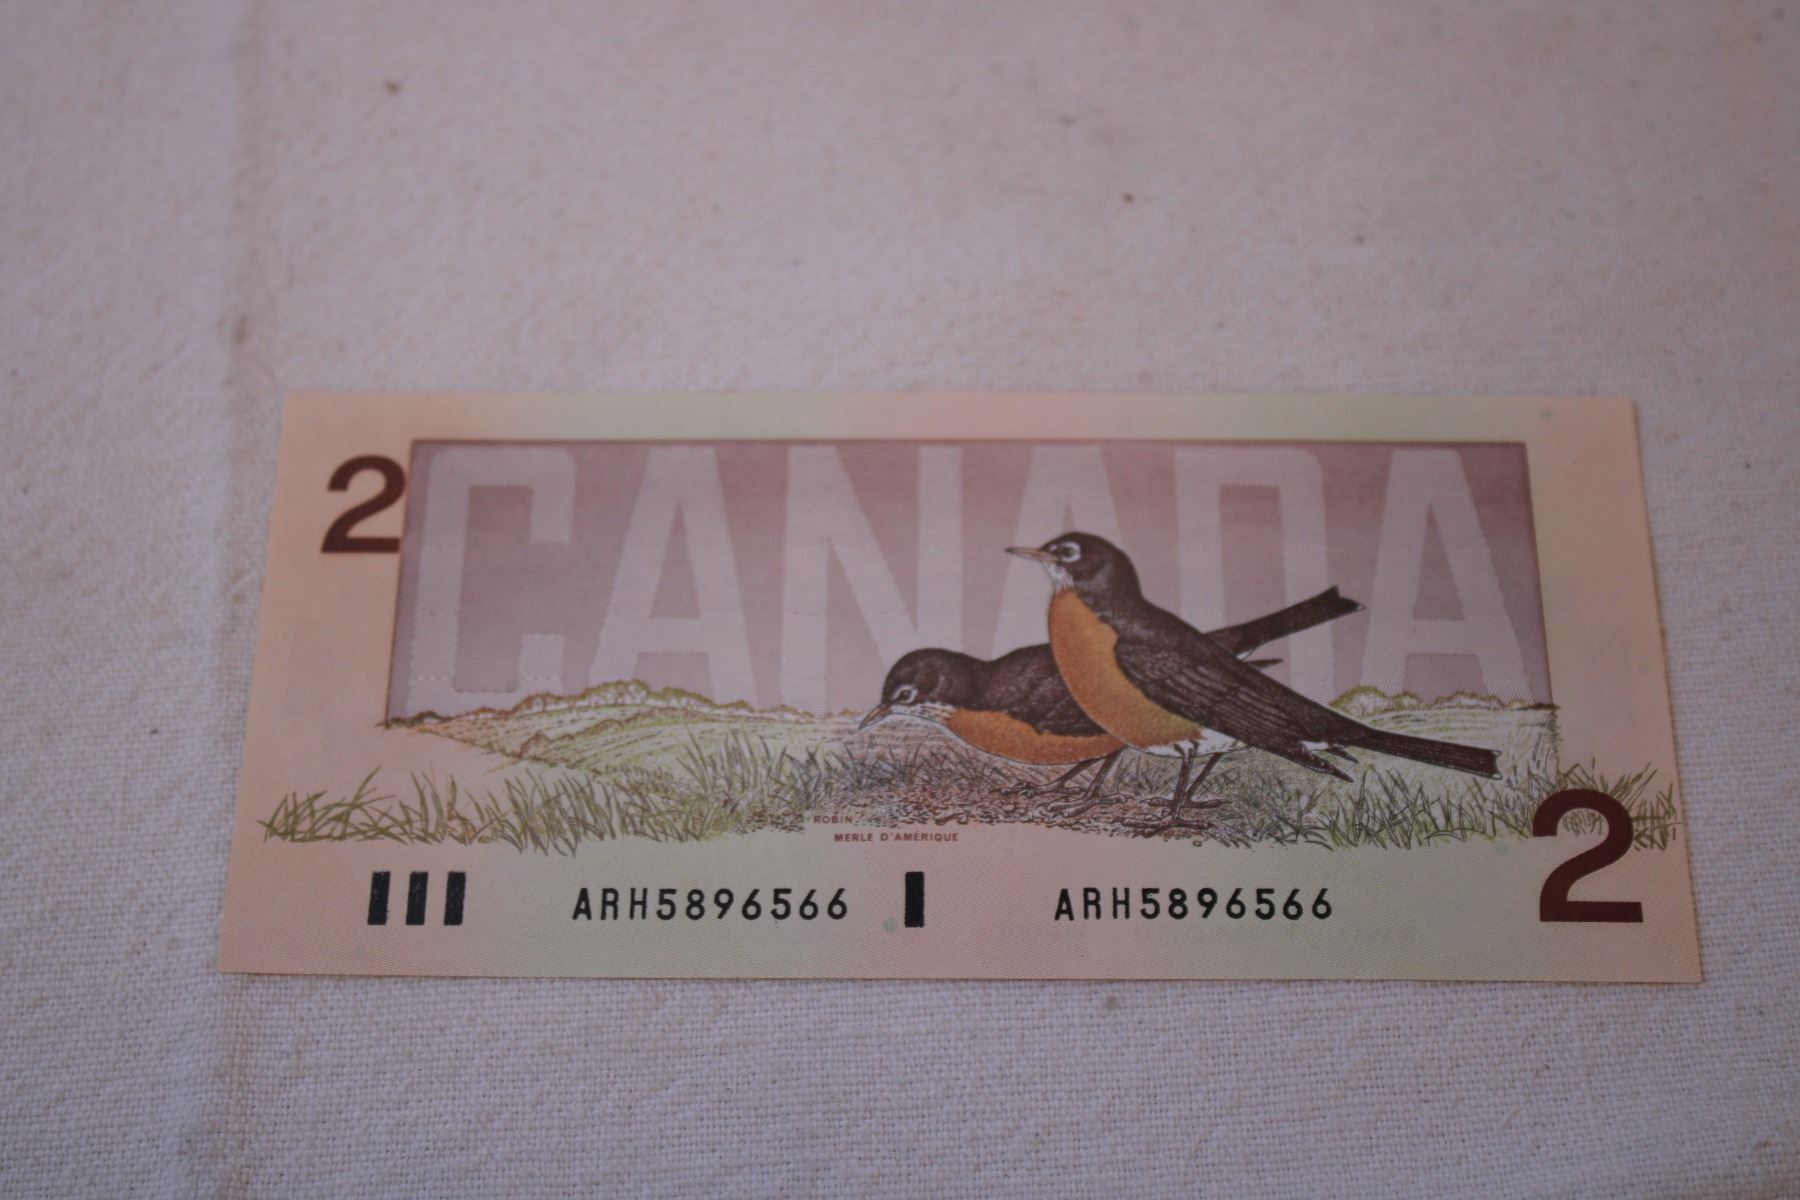 2
CANADA
ROBIN
MERLE D'AMÉRIQUE
ARH5896566 ARH5896566
2